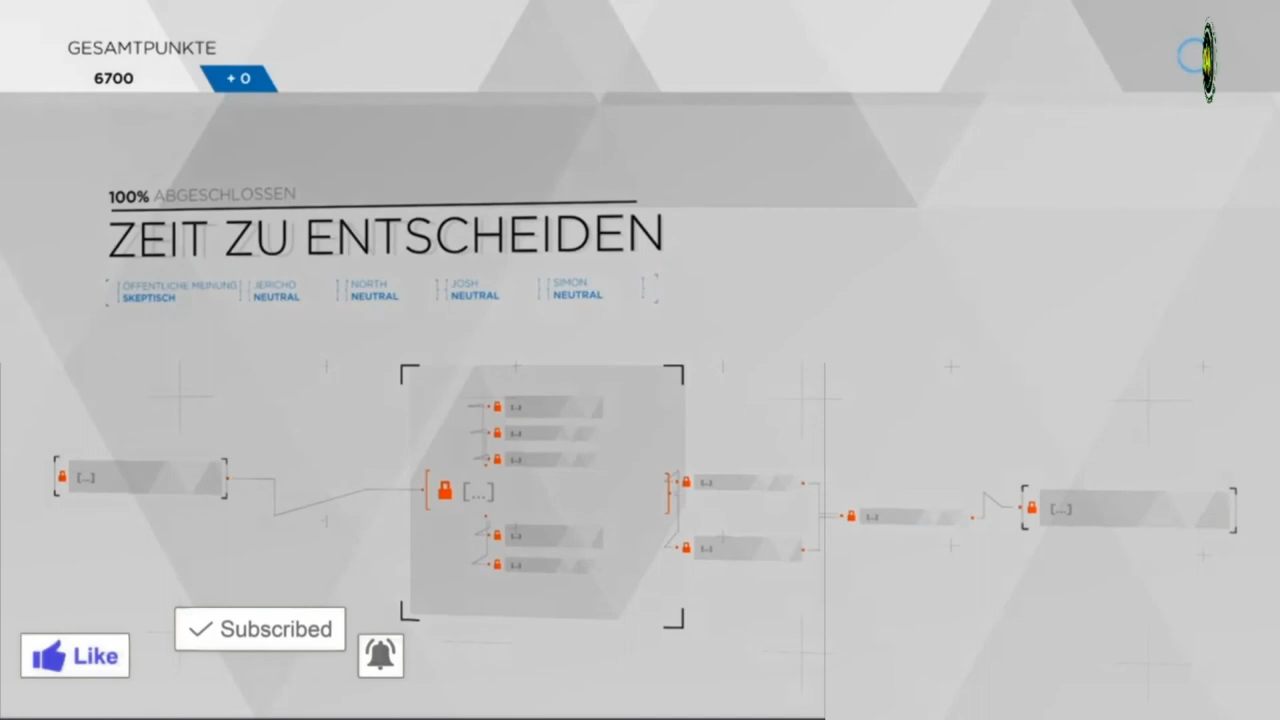 GESAMTPUNKTE
6700 + 0
100% ABGESCHLOSSEN
ZEIT ZU ENTSCHEIDEN
ÖFFENTLICHE MEINUNG JERICHO NORTH JOSH SIMON
SKEPTISCH NEUTRAL NEUTRAL NEUTRAL NEUTRAL
[...]
[...]
[...]
[...]
[...]
[...]
[...]
[...]
[...]
[...]
[...]
Subscribed
Like